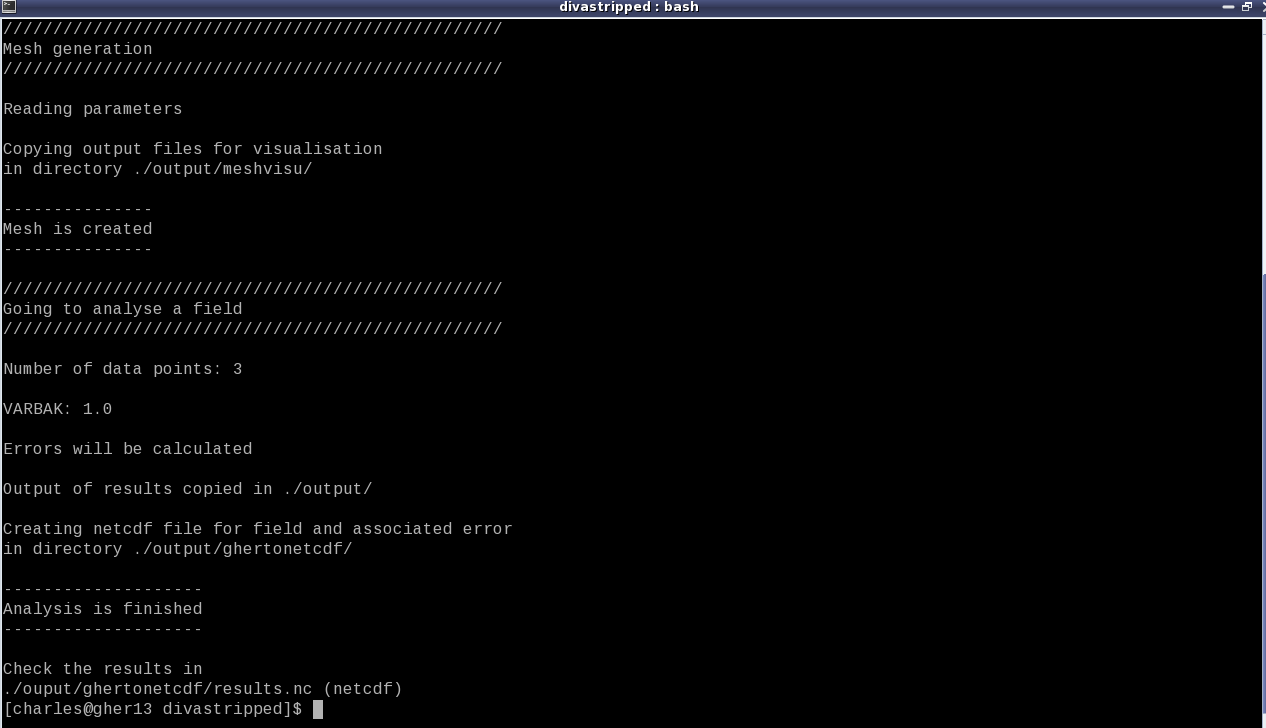 divastripped : bash
//////////////////////////////////////////////////
Mesh generation
//////////////////////////////////////////////////
Reading parameters
Copying output files for visualisation
in directory ./output/meshvisu/
---------------
Mesh is created
---------------
//////////////////////////////////////////////////
Going to analyse a field
//////////////////////////////////////////////////
Number of data points: 3
VARBAK: 1.0
Errors will be calculated
Output of results copied in ./output/
Creating netcdf file for field and associated error
in directory ./output/ghertonetcdf/
--------------------
Analysis is finished
--------------------
Check the results in
./ouput/ghertonetcdf/results.nc (netcdf)
[charles@gher13 divastripped]$